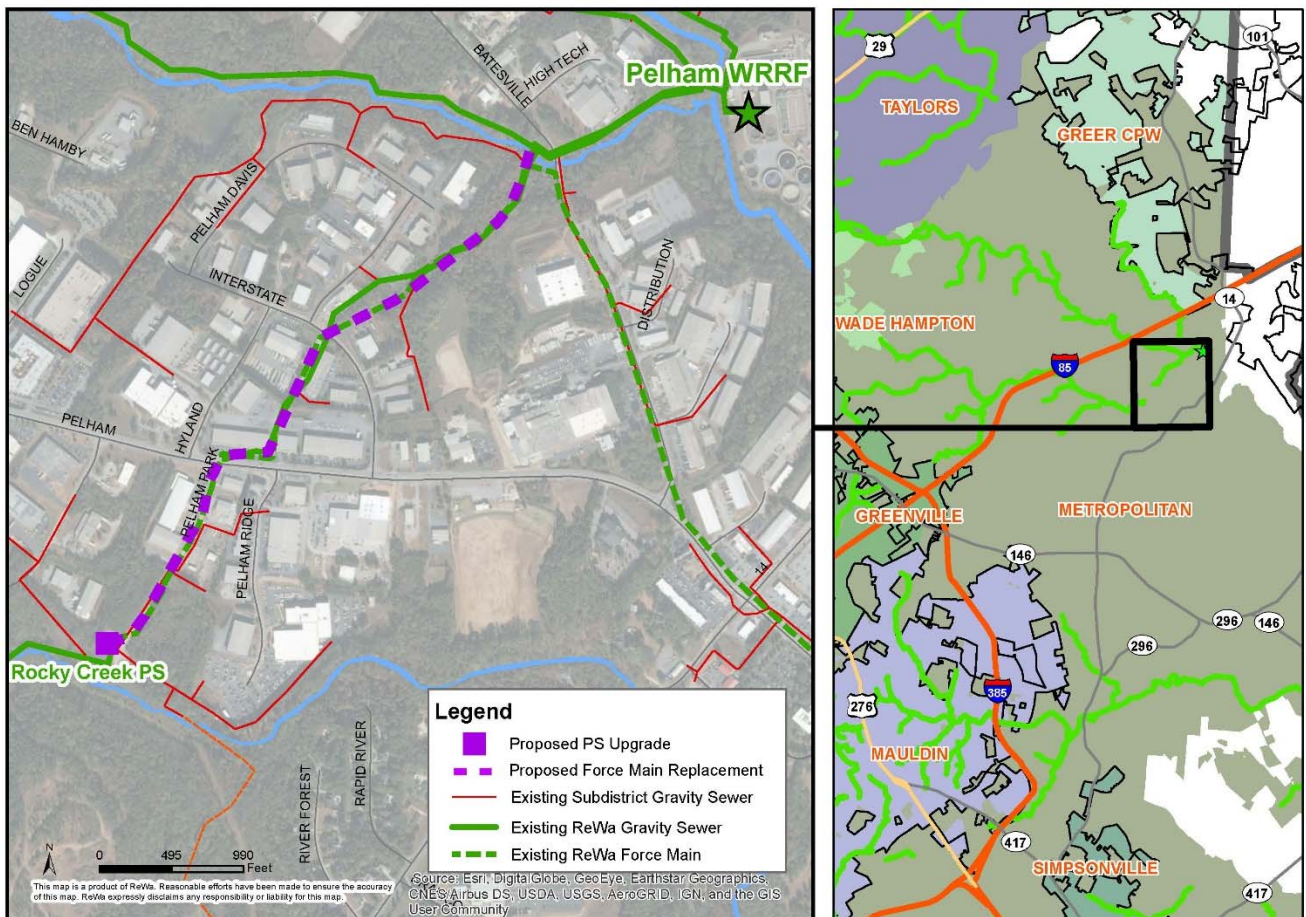 BATESVILLE
HIGH TECH
Pelham WRRF
BEN HAMBY
PELHAM DAVIS
LOGUE
INTERSTATE
DISTRIBUTION
HYLAND
PELHAM
PELHAM PARK
PELHAM RIDGE
14
Rocky Creek PS
RIVER FOREST
RAPID RIVER
Legend
Proposed PS Upgrade
Proposed Force Main Replacement
Existing Subdistrict Gravity Sewer
Existing ReWa Gravity Sewer
Existing ReWa Force Main
N
0 495 990
Feet
This map is a product of ReWa. Reasonable efforts have been made to ensure the accuracy
of this map. ReWa expressly disclaims any responsibility or liability for this map.
Source: Esri, DigitalGlobe, GeoEye, Earthstar Geographics,
CNES/Airbus DS, USDA, USGS, AeroGRID, IGN, and the GIS
User Community
29
101
TAYLORS
GREER CPW
14
WADE HAMPTON
85
GREENVILLE
METROPOLITAN
146
296
146
296
385
276
MAULDIN
417
SIMPSONVILLE
417